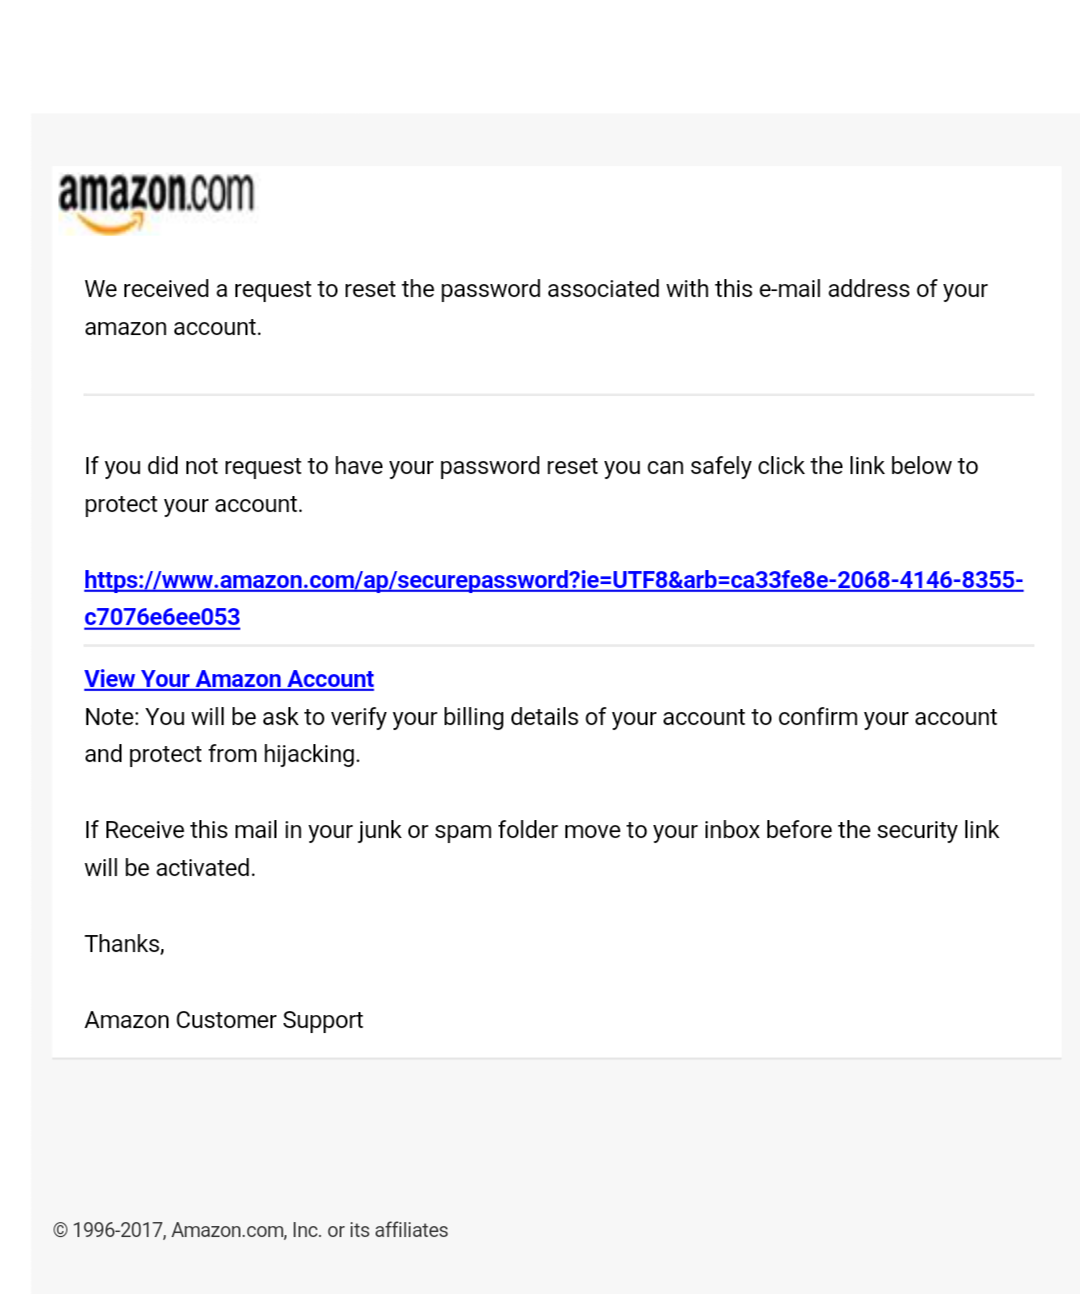 amazon.com
We received a request to reset the password associated with this e-mail address of your
amazon account.
If you did not request to have your password reset you can safely click the link below to
protect your account.
https://www.amazon.com/ap/securepassword?ie=UTF8&arb=ca33fe8e-2068-4146-8355-
c7076e6ee053
View Your Amazon Account
Note: You will be ask to verify your billing details of your account to confirm your account
and protect from hijacking.
If Receive this mail in your junk or spam folder move to your inbox before the security link
will be activated.
Thanks,
Amazon Customer Support
© 1996-2017, Amazon.com, Inc. or its affiliates